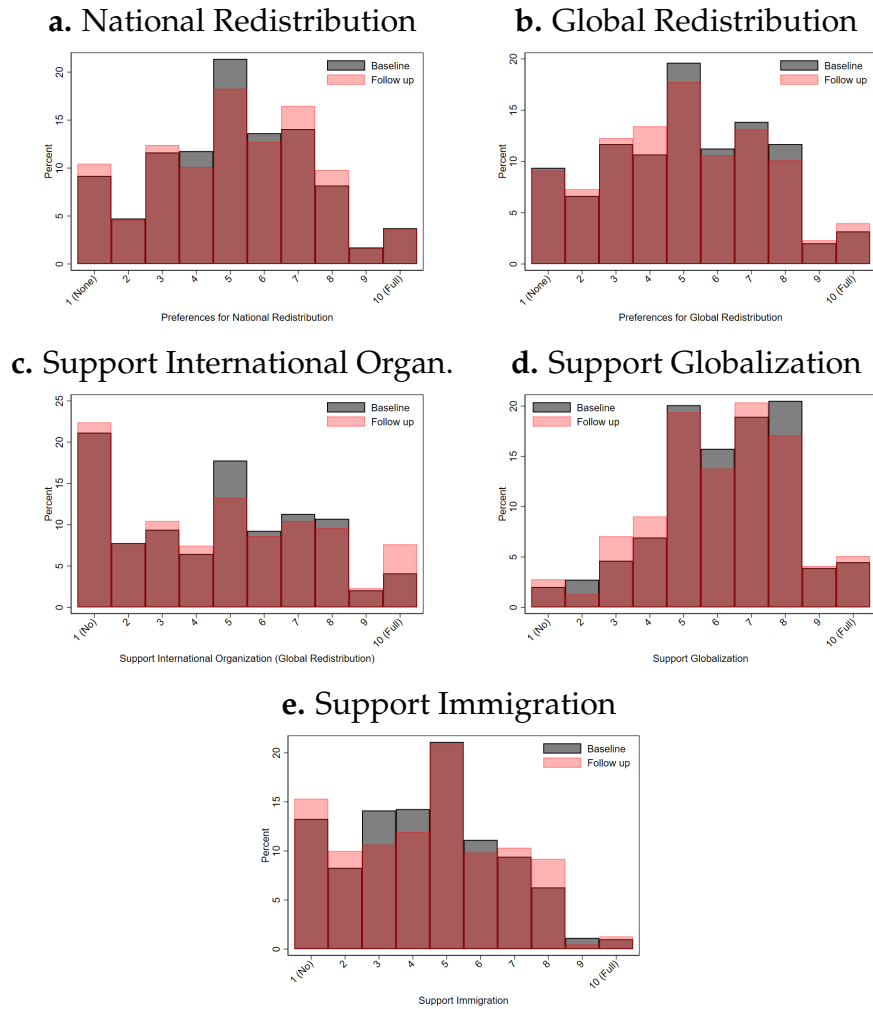 a. National Redistribution
b. Global Redistribution
Baseline
Follow up
Percent
0
5
10
15
20
1 (None)
2
3
4
5
6
7
8
9
10 (Full)
Preferences for National Redistribution
Baseline
Follow up
Percent
0
5
10
15
20
1 (None)
2
3
4
5
6
7
8
9
10 (Full)
Preferences for Global Redistribution
c. Support International Organ.
d. Support Globalization
Baseline
Follow up
Percent
0
5
10
15
20
25
1 (No)
2
3
4
5
6
7
8
9
10 (Full)
Support International Organization (Global Redistribution)
Baseline
Follow up
Percent
0
5
10
15
20
1 (No)
2
3
4
5
6
7
8
9
10 (Full)
Support Globalization
e. Support Immigration
Baseline
Follow up
Percent
0
5
10
15
20
1 (No)
2
3
4
5
6
7
8
9
10 (Full)
Support Immigration